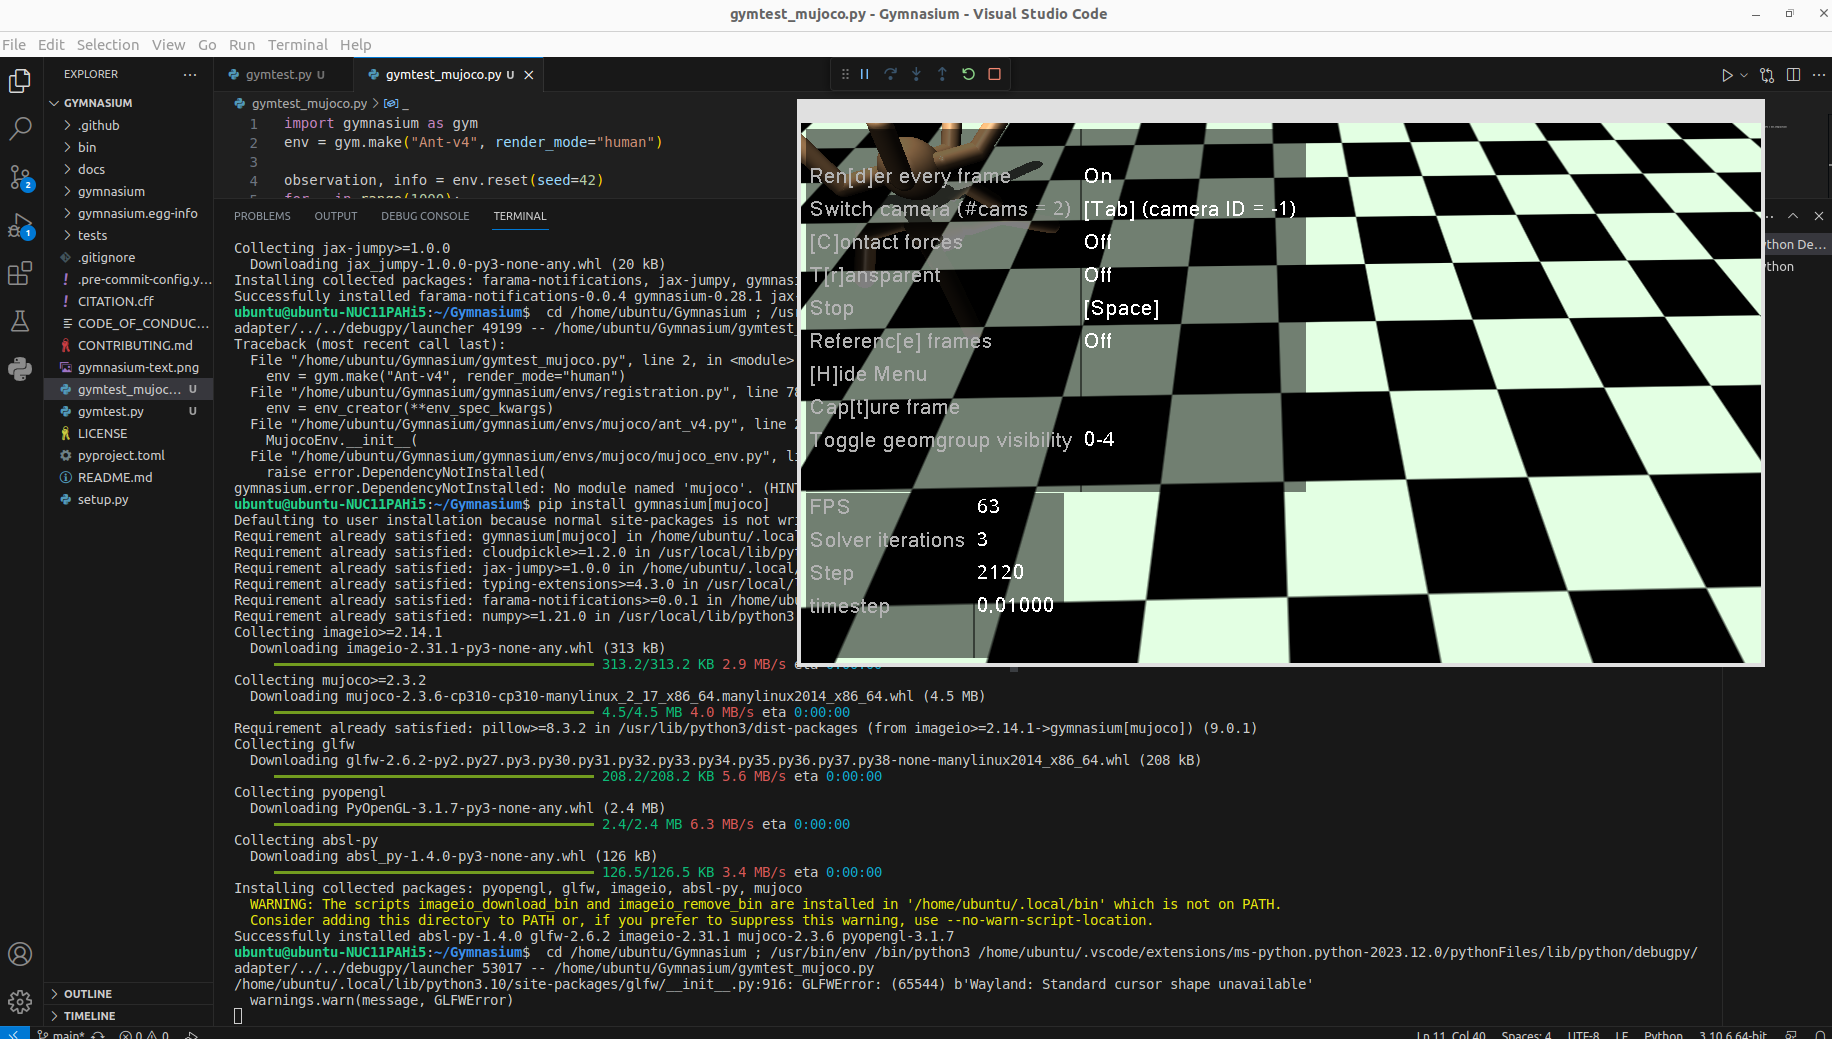 gymtest_mujoco.py - Gymnasium - Visual Studio Code
File Edit Selection View Go Run Terminal Help
EXPLORER
GYMNASIUM
.github
bin
docs
gymnasium
gymnasium.egg-info
tests
.gitignore
.pre-commit-config.y...
CITATION.cff
CODE_OF_CONDUC...
CONTRIBUTING.md
gymnasium-text.png
gymtest_mujoc... U
gymtest.py U
LICENSE
pyproject.toml
README.md
setup.py
OUTLINE
TIMELINE
2
1
gymtest.py U
gymtest_mujoco.py U
gymtest_mujoco.py > _
1 import gymnasium as gym
2 env = gym.make("Ant-v4", render_mode="human")
3
4 observation, info = env.reset(seed=42)
PROBLEMS OUTPUT DEBUG CONSOLE TERMINAL
Collecting jax-jumpy>=1.0.0
Downloading jax_jumpy-1.0.0-py3-none-any.whl (20 kB)
Installing collected packages: farama-notifications, jax-jumpy, gymnasi
Successfully installed farama-notifications-0.0.4 gymnasium-0.28.1 jax-
ubuntu@ubuntu-NUC11PAHi5:~/Gymnasium$ cd /home/ubuntu/Gymnasium ; /us
adapter/../../debugpy/launcher 49199 -- /home/ubuntu/Gymnasium/gymtest_
Traceback (most recent call last):
File "/home/ubuntu/Gymnasium/gymtest_mujoco.py", line 2, in <module>
env = gym.make("Ant-v4", render_mode="human")
File "/home/ubuntu/Gymnasium/gymnasium/envs/registration.py", line 78
env = env_creator(**env_spec_kwargs)
File "/home/ubuntu/Gymnasium/gymnasium/envs/mujoco/ant_v4.py", line 2
MujocoEnv.__init__(
File "/home/ubuntu/Gymnasium/gymnasium/envs/mujoco/mujoco_env.py", li
raise error.DependencyNotInstalled(
gymnasium.error.DependencyNotInstalled: No module named 'mujoco'. (HINT
ubuntu@ubuntu-NUC11PAHi5:~/Gymnasium$ pip install gymnasium[mujoco]
Defaulting to user installation because normal site-packages is not wri
Requirement already satisfied: gymnasium[mujoco] in /home/ubuntu/.loca
Requirement already satisfied: cloudpickle>=1.2.0 in /usr/local/lib/pyt
Requirement already satisfied: jax-jumpy>=1.0.0 in /home/ubuntu/.local/
Requirement already satisfied: typing-extensions>=4.3.0 in /usr/local/
Requirement already satisfied: farama-notifications>=0.0.1 in /home/ubu
Requirement already satisfied: numpy>=1.21.0 in /usr/local/lib/python3
Collecting imageio>=2.14.1
Downloading imageio-2.31.1-py3-none-any.whl (313 kB)
313.2/313.2 KB 2.9 MB/s eta 0:00:00
Collecting mujoco>=2.3.2
Downloading mujoco-2.3.6-cp310-cp310-manylinux_2_17_x86_64.manylinux2014_x86_64.whl (4.5 MB)
4.5/4.5 MB 4.0 MB/s eta 0:00:00
Requirement already satisfied: pillow>=8.3.2 in /usr/lib/python3/dist-packages (from imageio>=2.14.1->gymnasium[mujoco]) (9.0.1)
Collecting glfw
Downloading glfw-2.6.2-py2.py27.py3.py30.py31.py32.py33.py34.py35.py36.py37.py38-none-manylinux2014_x86_64.whl (208 kB)
208.2/208.2 KB 5.6 MB/s eta 0:00:00
Collecting pyopengl
Downloading PyOpenGL-3.1.7-py3-none-any.whl (2.4 MB)
2.4/2.4 MB 6.3 MB/s eta 0:00:00
Collecting absl-py
Downloading absl_py-1.4.0-py3-none-any.whl (126 kB)
126.5/126.5 KB 3.4 MB/s eta 0:00:00
Installing collected packages: pyopengl, glfw, imageio, absl-py, mujoco
WARNING: The scripts imageio_download_bin and imageio_remove_bin are installed in '/home/ubuntu/.local/bin' which is not on PATH.
Consider adding this directory to PATH or, if you prefer to suppress this warning, use --no-warn-script-location.
Successfully installed absl-py-1.4.0 glfw-2.6.2 imageio-2.31.1 mujoco-2.3.6 pyopengl-3.1.7
ubuntu@ubuntu-NUC11PAHi5:~/Gymnasium$ cd /home/ubuntu/Gymnasium ; /usr/bin/env /bin/python3 /home/ubuntu/.vscode/extensions/ms-python.python-2023.12.0/pythonFiles/lib/python/debugpy/
adapter/../../debugpy/launcher 53017 -- /home/ubuntu/Gymnasium/gymtest_mujoco.py
/home/ubuntu/.local/lib/python3.10/site-packages/glfw/__init__.py:916: GLFWError: (65544) b'Wayland: Standard cursor shape unavailable'
warnings.warn(message, GLFWError)
Ren[d]er every frame On
Switch camera (#cams = 2) [Tab] (camera ID = -1)
[C]ontact forces Off
T[r]ansparent Off
Stop [Space]
Referenc[e] frames Off
[H]ide Menu
Cap[t]ure frame
Toggle geomgroup visibility 0-4
FPS 63
Solver iterations 3
Step 2120
timestep 0.01000
thon De...
thon
main* 0 0 Ln 11, Col 40 Spaces: 4 UTF-8 LF Python 3.10.6 64-bit